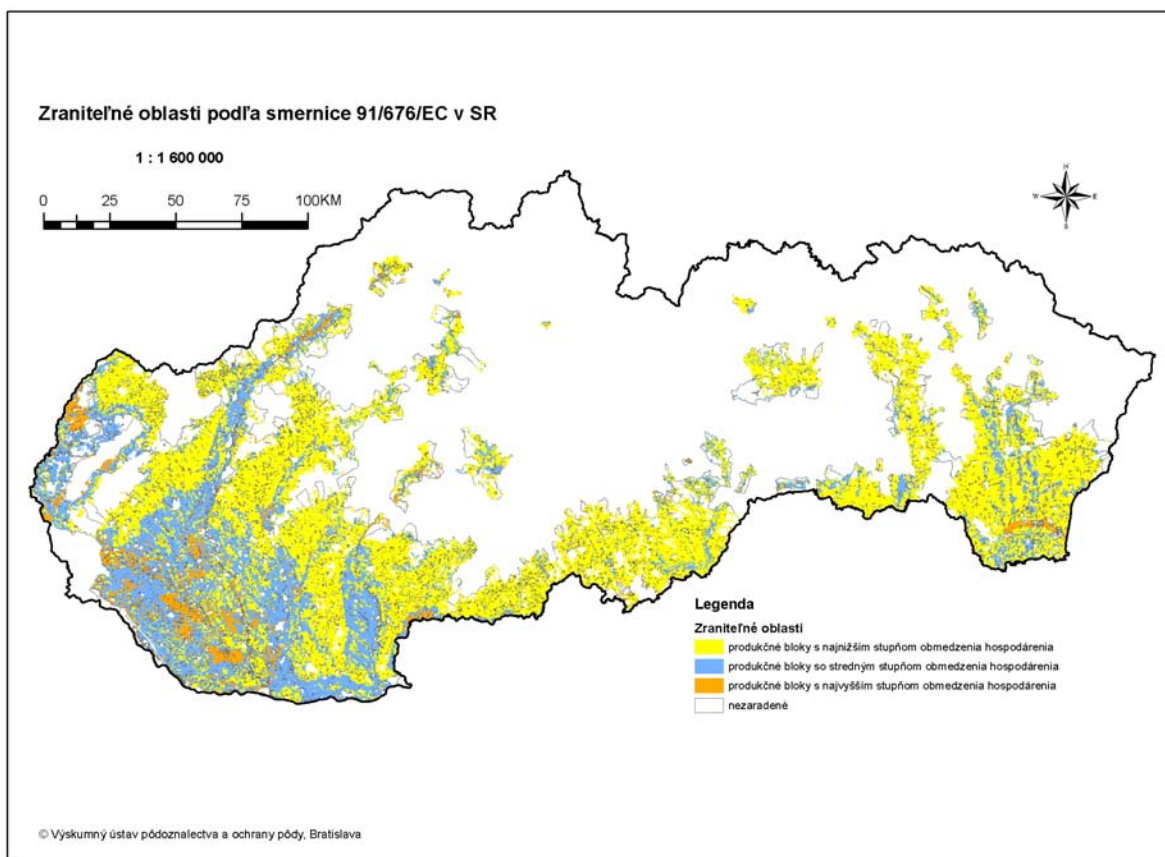 Zraniteľné oblasti podľa smernice 91/676/EC v SR
1 : 1 600 000
0 25 50 75 100KM
N
W E
S
Legenda
Zraniteľné oblasti
produkčné bloky s najnižším stupňom obmedzenia hospodárenia
produkčné bloky so stredným stupňom obmedzenia hospodárenia
produkčné bloky s najvyšším stupňom obmedzenia hospodárenia
nezaradené
© Výskumný ústav pôdoznalectva a ochrany pôdy, Bratislava